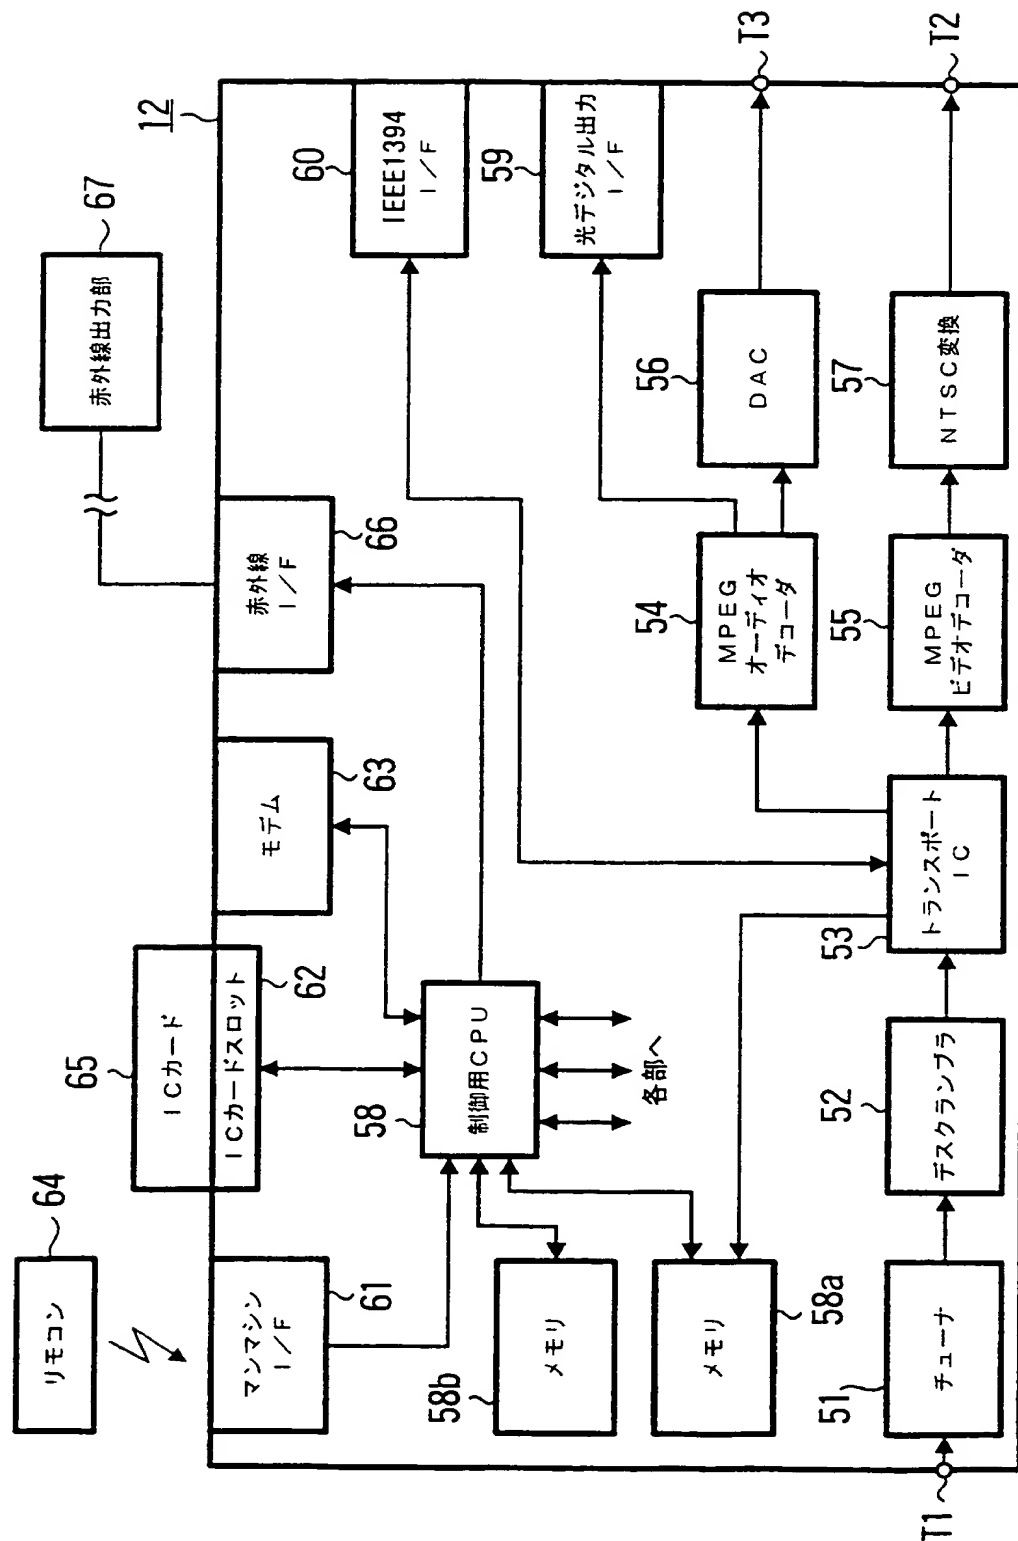 12
67
赤外線出力部
60
IEEE1394
I/F
59
光デジタル出力
I/F
T3
T2
56
DAC
57
NTSC変換
66
赤外線
I/F
54
MPEG
オーディオ
デコーダ
55
MPEG
ビデオデコーダ
63
モデム
65
ICカード
62
ICカードスロット
58
制御用CPU
各部へ
53
トランスポート
IC
52
デスクランブラ
64
リモコン
61
マンマシン
I/F
58b
メモリ
58a
メモリ
51
チューナ
T1